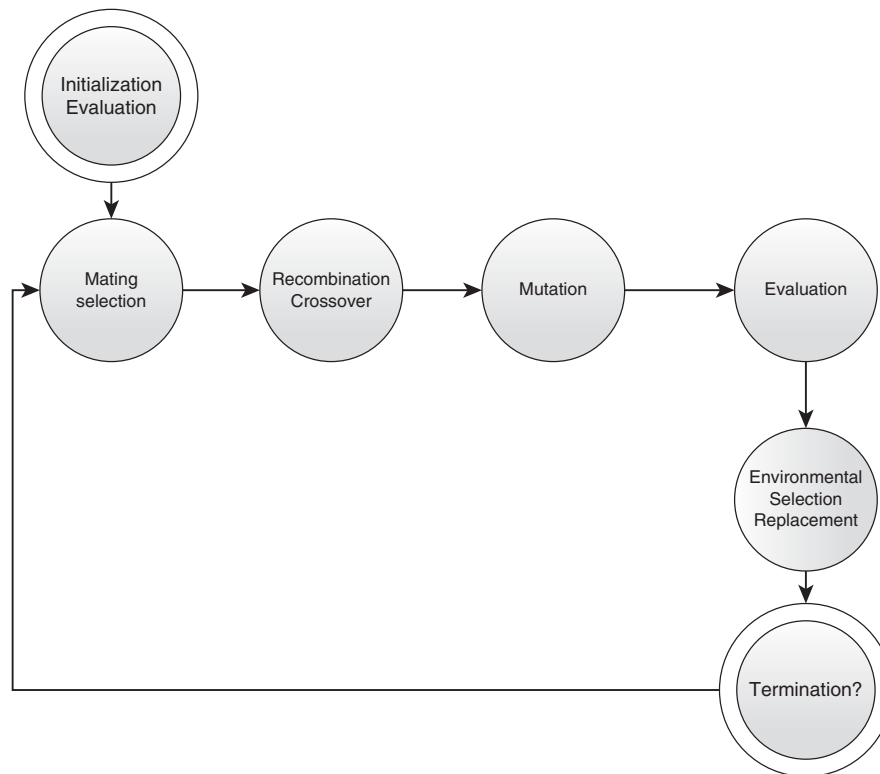 Initialization
Evaluation
Mating
selection
Recombination
Crossover
Mutation
Evaluation
Environmental
Selection
Replacement
Termination?